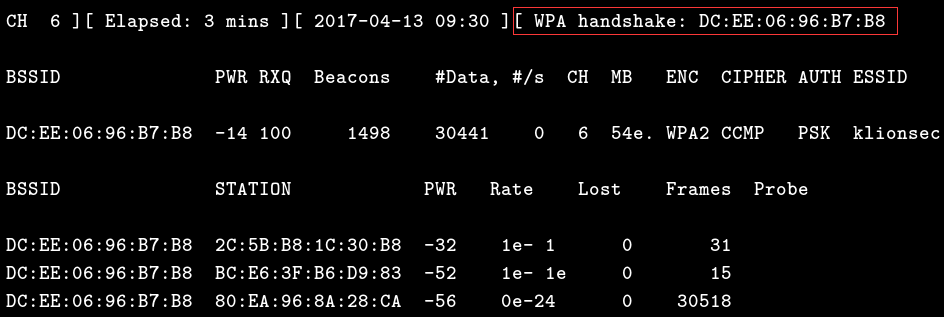 CH 6 ][ Elapsed: 3 mins ][ 2017-04-13 09:30 ][ WPA handshake: DC:EE:06:96:B7:B8
BSSID PWR RXQ Beacons #Data, #/s CH MB ENC CIPHER AUTH ESSID
DC:EE:06:96:B7:B8 -14 100 1498 30441 0 6 54e. WPA2 CCMP PSK klionsec
BSSID STATION PWR Rate Lost Frames Probe
DC:EE:06:96:B7:B8 2C:5B:B8:1C:30:B8 -32 1e- 1 0 31
DC:EE:06:96:B7:B8 BC:E6:3F:B6:D9:83 -52 1e- 1e 0 15
DC:EE:06:96:B7:B8 80:EA:96:8A:28:CA -56 0e-24 0 30518